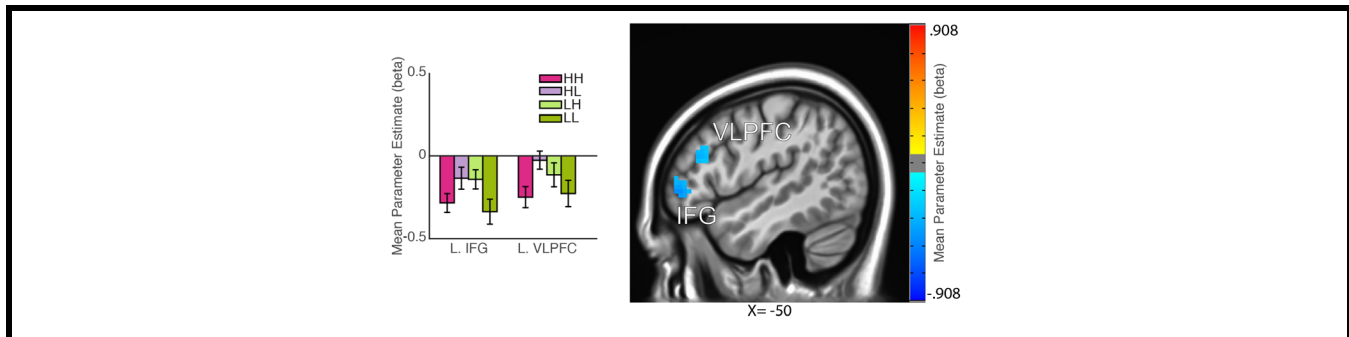 Mean Parameter Estimate (beta)
0.5
0
-0.5
HH
HL
LH
LL
L. IFG L. VLPFC
VLPFC
IFG
X= -50
.908
Mean Parameter Estimate (beta)
-.908